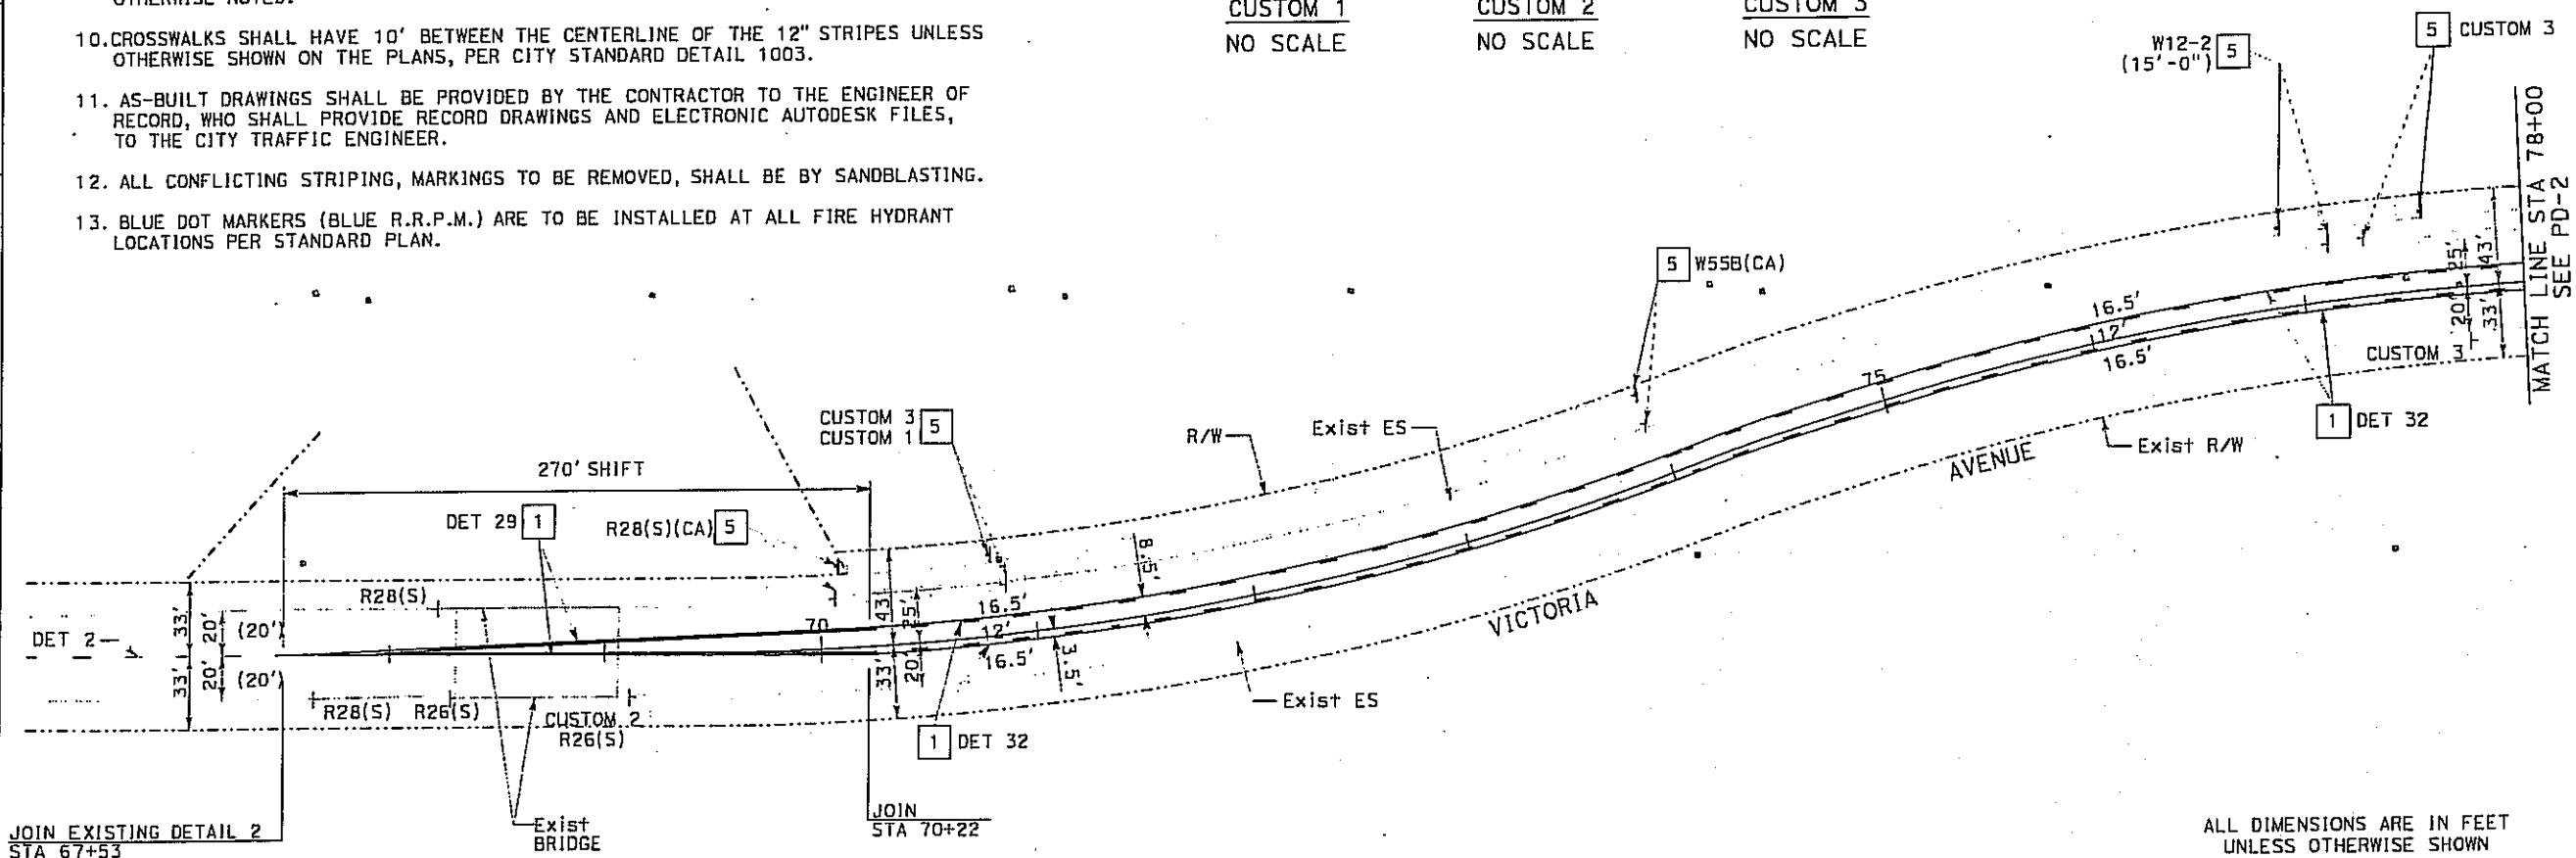 OTHERWISE NOTED.
10.CROSSWALKS SHALL HAVE 10' BETWEEN THE CENTERLINE OF THE 12" STRIPES UNLESS
OTHERWISE SHOWN ON THE PLANS, PER CITY STANDARD DETAIL 1003.
11. AS-BUILT DRAWINGS SHALL BE PROVIDED BY THE CONTRACTOR TO THE ENGINEER OF
RECORD, WHO SHALL PROVIDE RECORD DRAWINGS AND ELECTRONIC AUTODESK FILES,
TO THE CITY TRAFFIC ENGINEER.
12. ALL CONFLICTING STRIPING, MARKINGS TO BE REMOVED, SHALL BE BY SANDBLASTING.
13. BLUE DOT MARKERS (BLUE R.R.P.M.) ARE TO BE INSTALLED AT ALL FIRE HYDRANT
LOCATIONS PER STANDARD PLAN.
CUSTOM 1
NO SCALE
CUSTOM 2
NO SCALE
CUSTOM 3
NO SCALE
W12-2 5
(15'-0")
5 CUSTOM 3
MATCH LINE STA 78+00
SEE PD-2
5 W55B(CA)
43'
25'
20'
33'
16.5'
12'
16.5'
CUSTOM 3
75
1 DET 32
Exist R/W
AVENUE
VICTORIA
CUSTOM 3 5
CUSTOM 1
R/W
Exist ES
270' SHIFT
DET 29 1
R28(S)(CA) 5
8.5'
43'
25'
16.5'
12'
16.5'
20'
33'
3.5'
70
R28(S)
DET 2
33'
20'
(20')
33'
20'
(20')
R28(S) R26(S)
CUSTOM 2
R26(S)
Exist ES
1 DET 32
Exist
BRIDGE
JOIN
STA 70+22
JOIN EXISTING DETAIL 2
STA 67+53
ALL DIMENSIONS ARE IN FEET
UNLESS OTHERWISE SHOWN